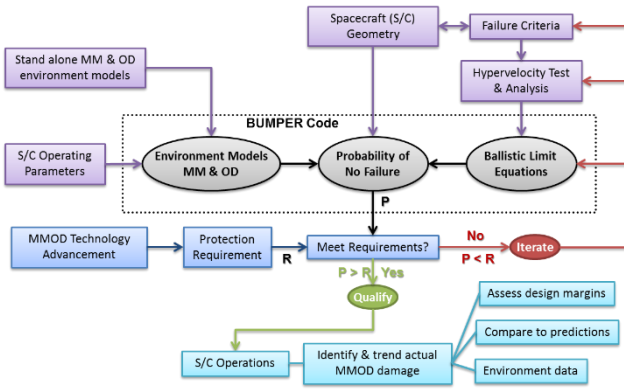 Spacecraft (S/C)
Geometry
Failure Criteria
Stand alone MM & OD
environment models
Hypervelocity Test
& Analysis
BUMPER Code
S/C Operating
Parameters
Environment Models
MM & OD
Probability of
No Failure
Ballistic Limit
Equations
P
MMOD Technology
Advancement
Protection
Requirement
R
Meet Requirements?
No
P < R
Iterate
P > R Yes
Qualify
S/C Operations
Identify & trend actual
MMOD damage
Assess design margins
Compare to predictions
Environment data